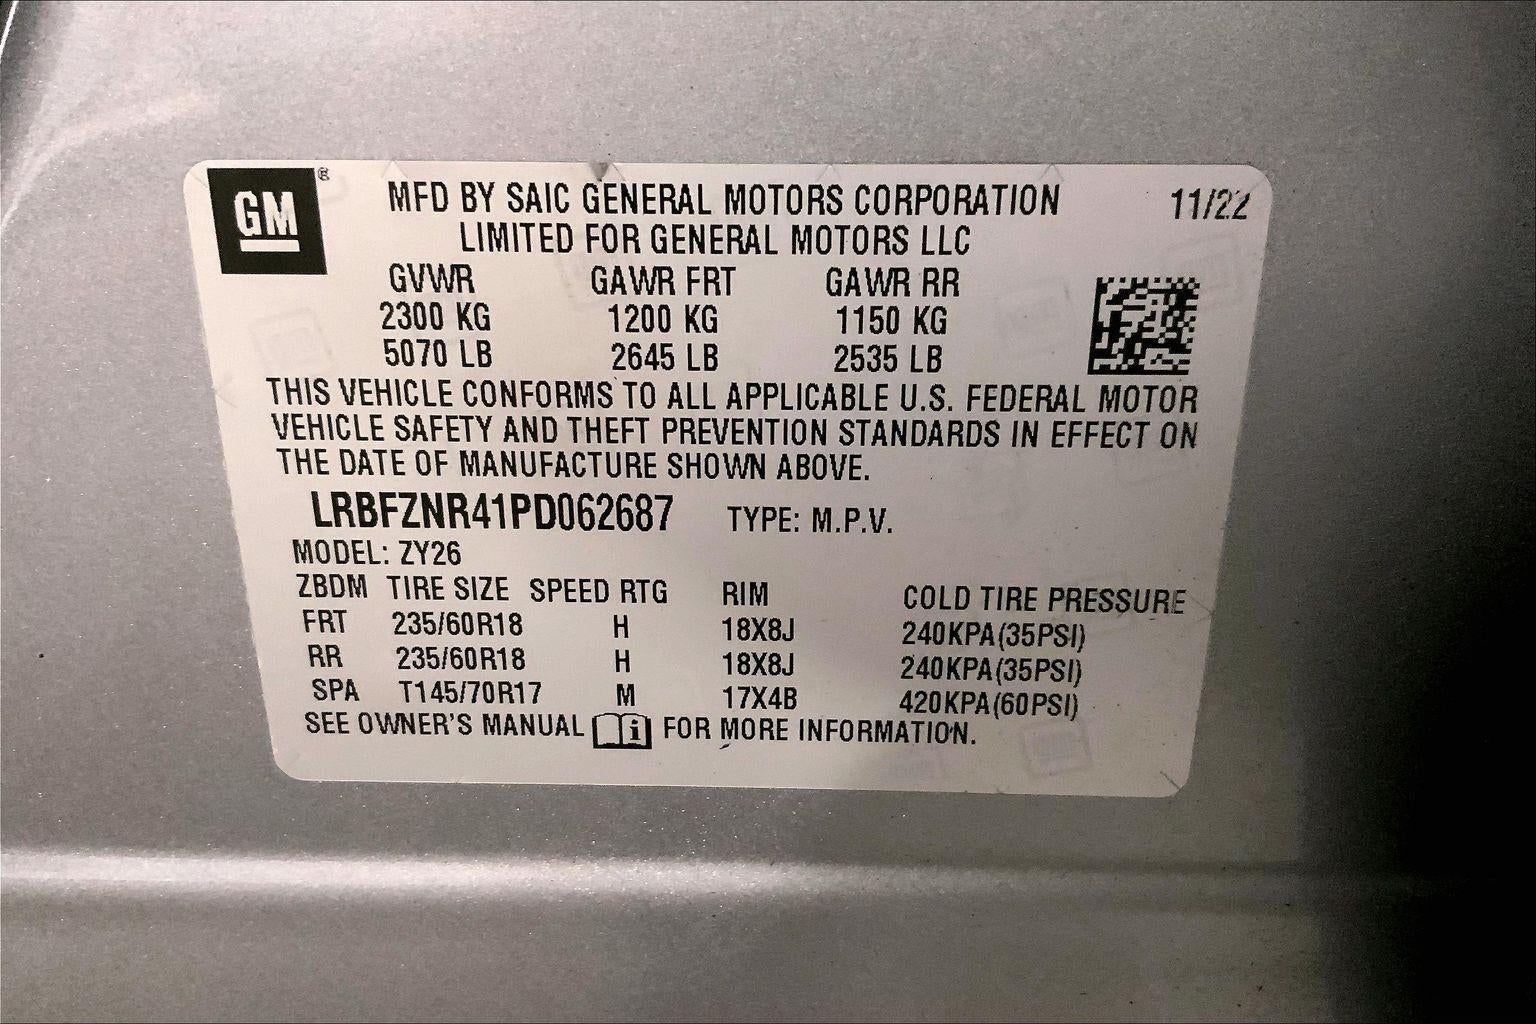 GM ®
MFD BY SAIC GENERAL MOTORS CORPORATION 11/22
LIMITED FOR GENERAL MOTORS LLC
GVWR GAWR FRT GAWR RR
2300 KG 1200 KG 1150 KG
5070 LB 2645 LB 2535 LB
THIS VEHICLE CONFORMS TO ALL APPLICABLE U.S. FEDERAL MOTOR
VEHICLE SAFETY AND THEFT PREVENTION STANDARDS IN EFFECT ON
THE DATE OF MANUFACTURE SHOWN ABOVE.
LRBFZNR41PD062687 TYPE: M.P.V.
MODEL: ZY26
ZBDM TIRE SIZE SPEED RTG RIM COLD TIRE PRESSURE
FRT 235/60R18 H 18X8J 240KPA(35PSI)
RR 235/60R18 H 18X8J 240KPA(35PSI)
SPA T145/70R17 M 17X4B 420KPA(60PSI)
SEE OWNER'S MANUAL i FOR MORE INFORMATION.